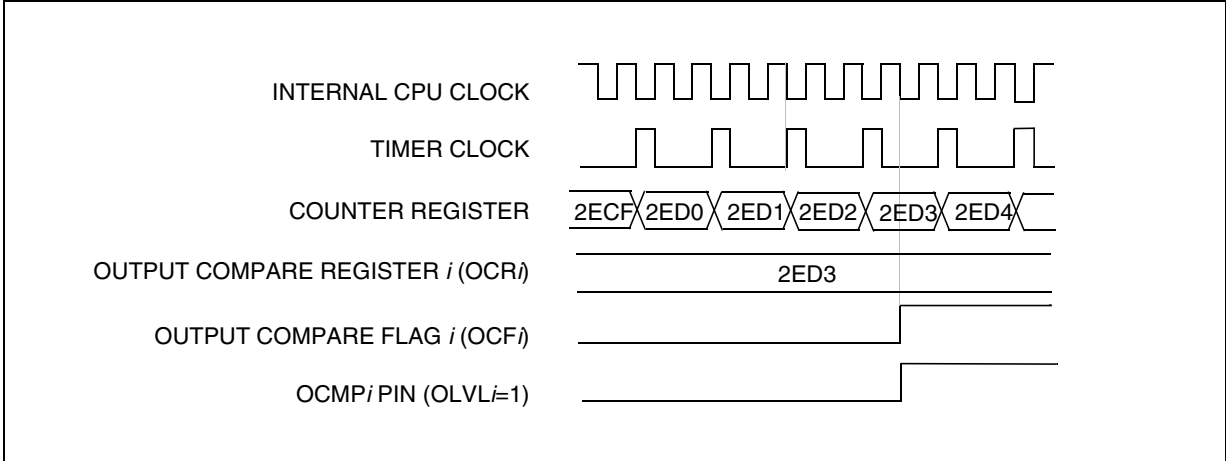 INTERNAL CPU CLOCK
TIMER CLOCK
COUNTER REGISTER 2ECF 2ED0 2ED1 2ED2 2ED3 2ED4
OUTPUT COMPARE REGISTER i (OCRi) 2ED3
OUTPUT COMPARE FLAG i (OCFi)
OCMPi PIN (OLVLi=1)